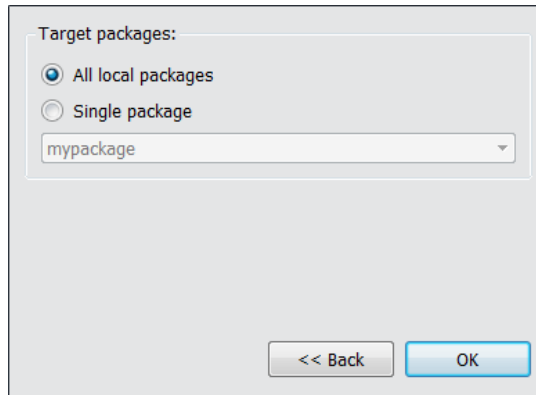 Target packages:
All local packages
Single package
mypackage
<< Back
OK